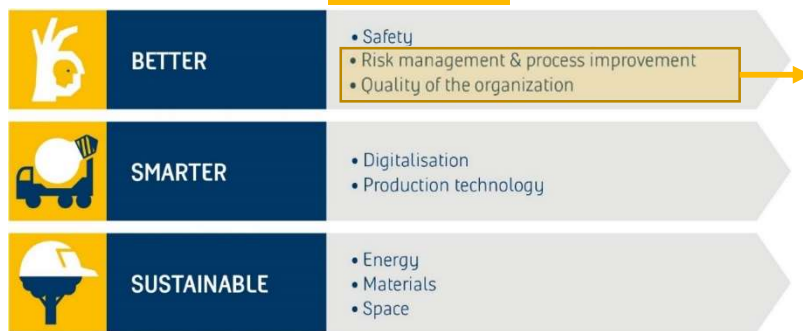 BETTER
• Safety
• Risk management & process improvement
• Quality of the organization
SMARTER
• Digitalisation
• Production technology
SUSTAINABLE
• Energy
• Materials
• Space